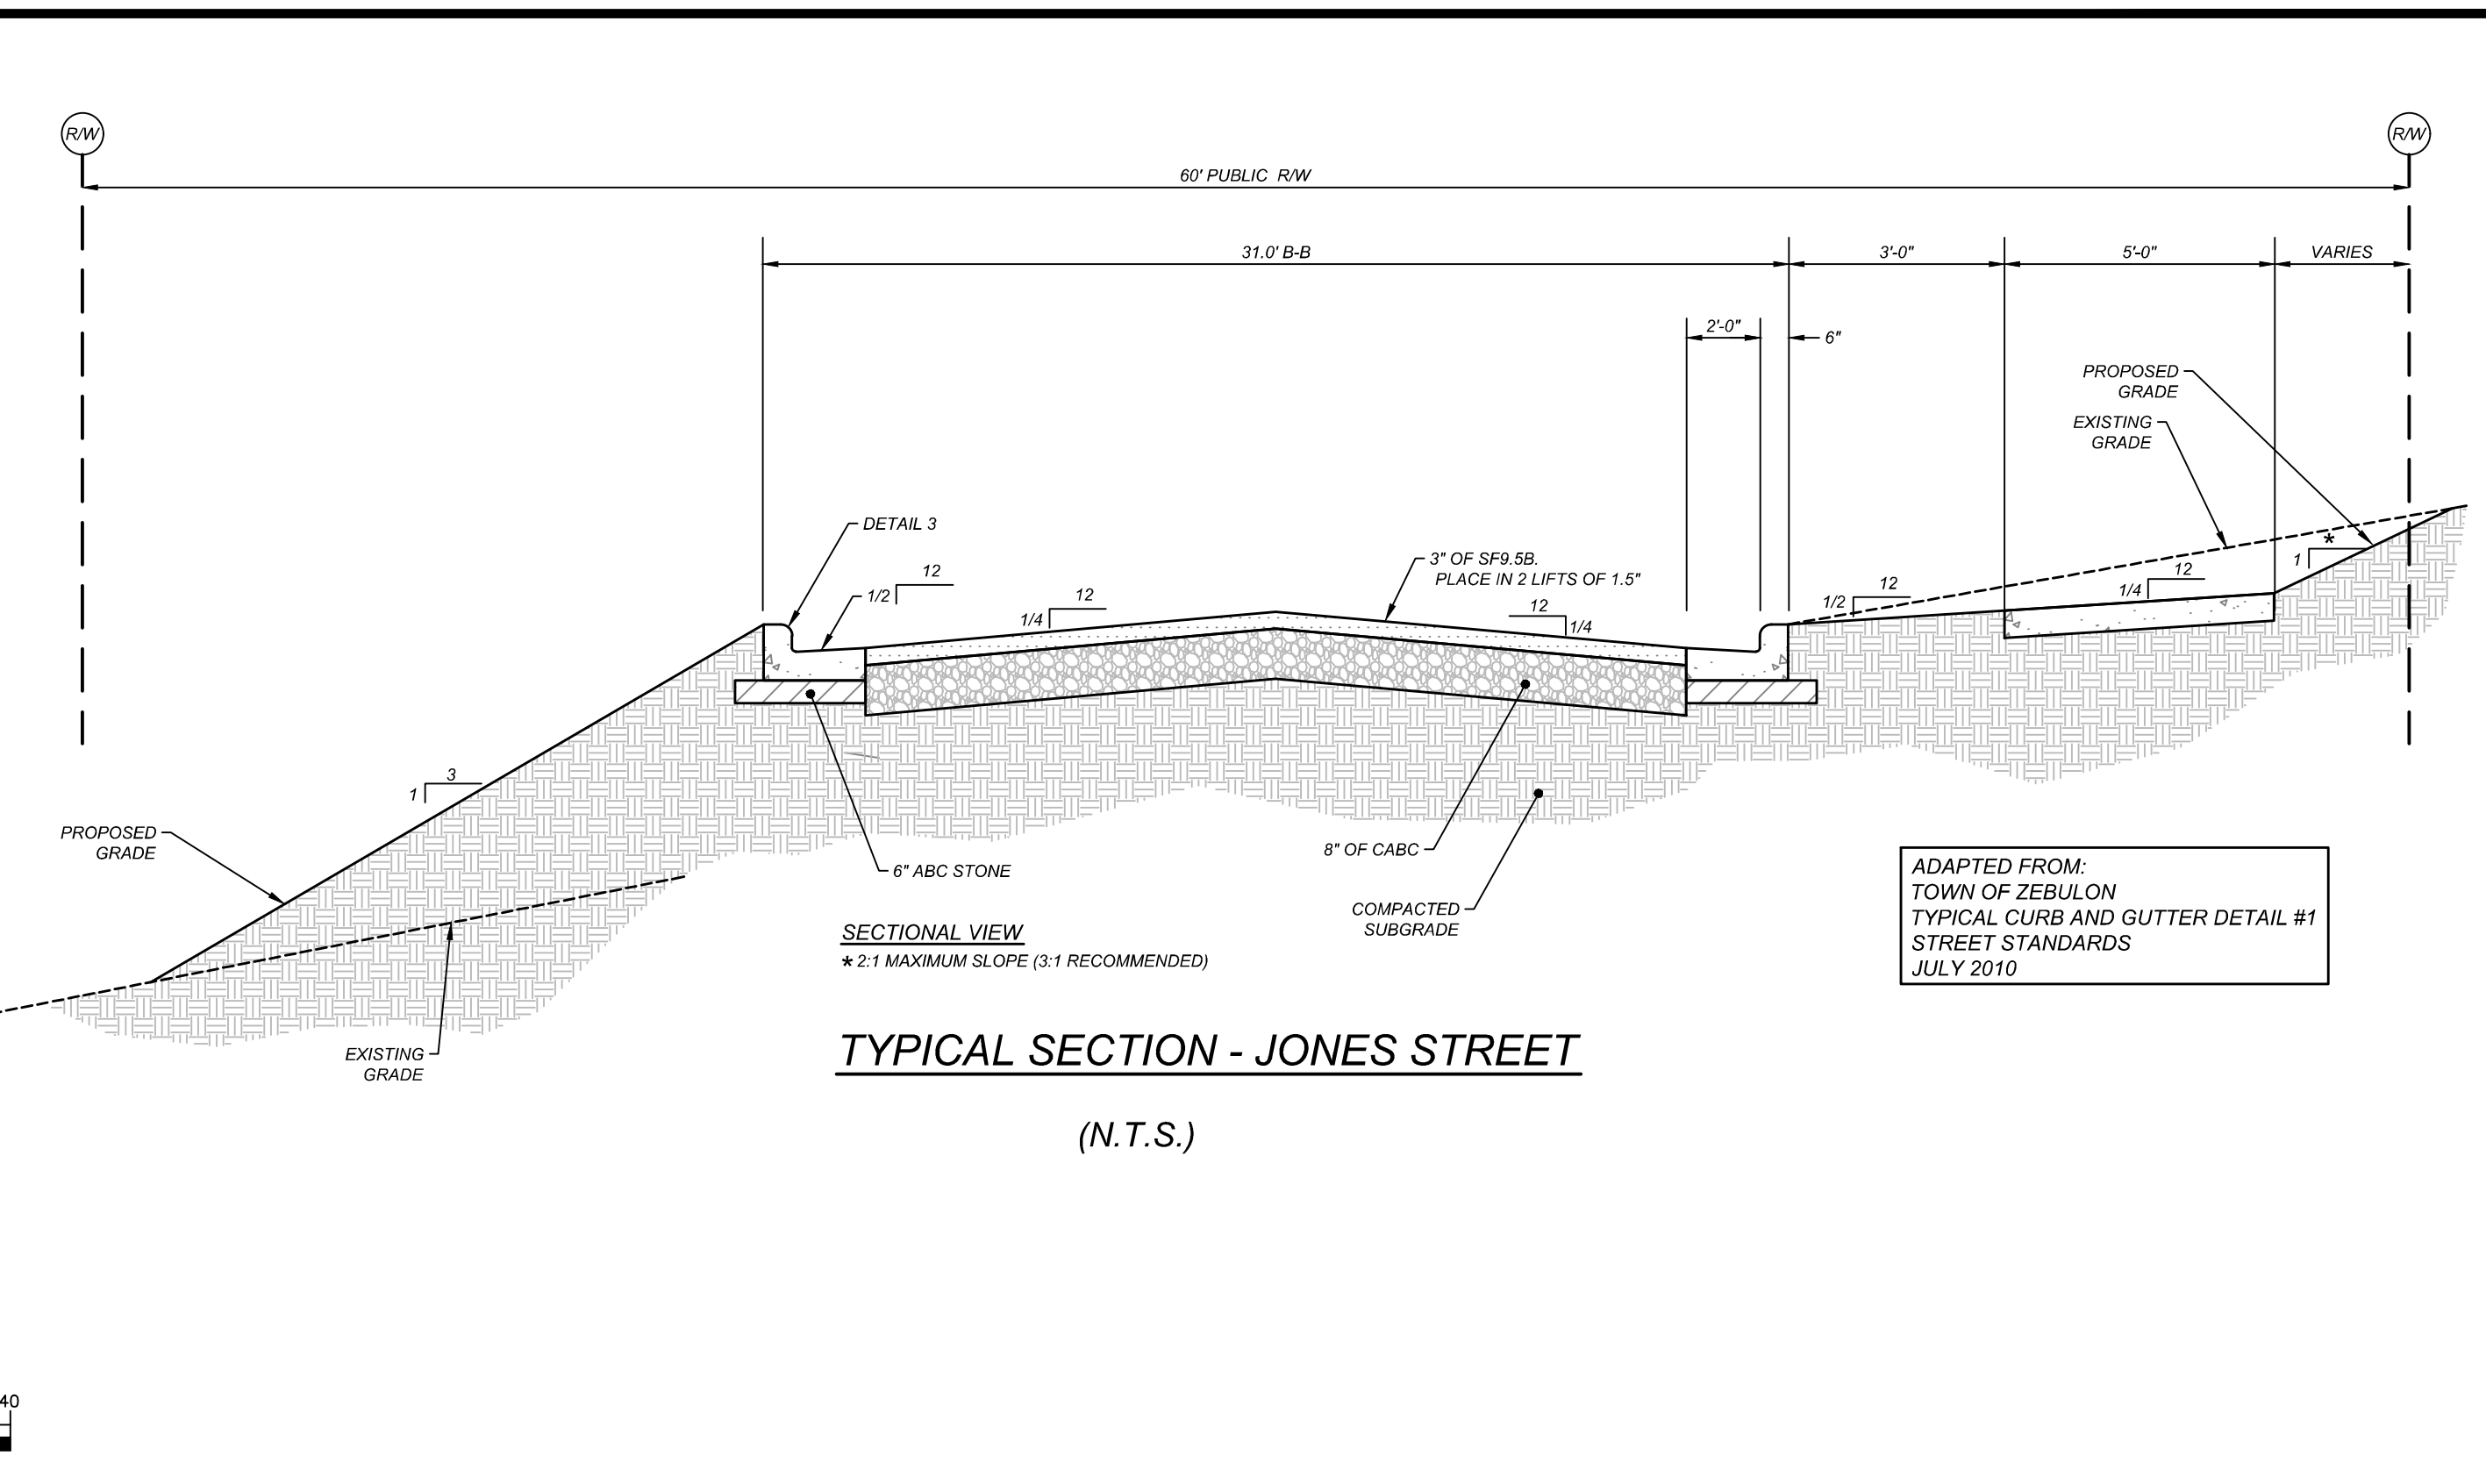 R/W
R/W
60' PUBLIC R/W
31.0' B-B
3'-0"
5'-0"
VARIES
2'-0"
6"
PROPOSED
GRADE
EXISTING
GRADE
DETAIL 3
1/2
12
1/4
12
3" OF SF9.5B.
PLACE IN 2 LIFTS OF 1.5"
12
1/4
1/2
12
1/4
12
1
*
1
3
PROPOSED
GRADE
6" ABC STONE
8" OF CABC
COMPACTED
SUBGRADE
EXISTING
GRADE
SECTIONAL VIEW
* 2:1 MAXIMUM SLOPE (3:1 RECOMMENDED)
ADAPTED FROM:
TOWN OF ZEBULON
TYPICAL CURB AND GUTTER DETAIL #1
STREET STANDARDS
JULY 2010
TYPICAL SECTION - JONES STREET
(N.T.S.)
40